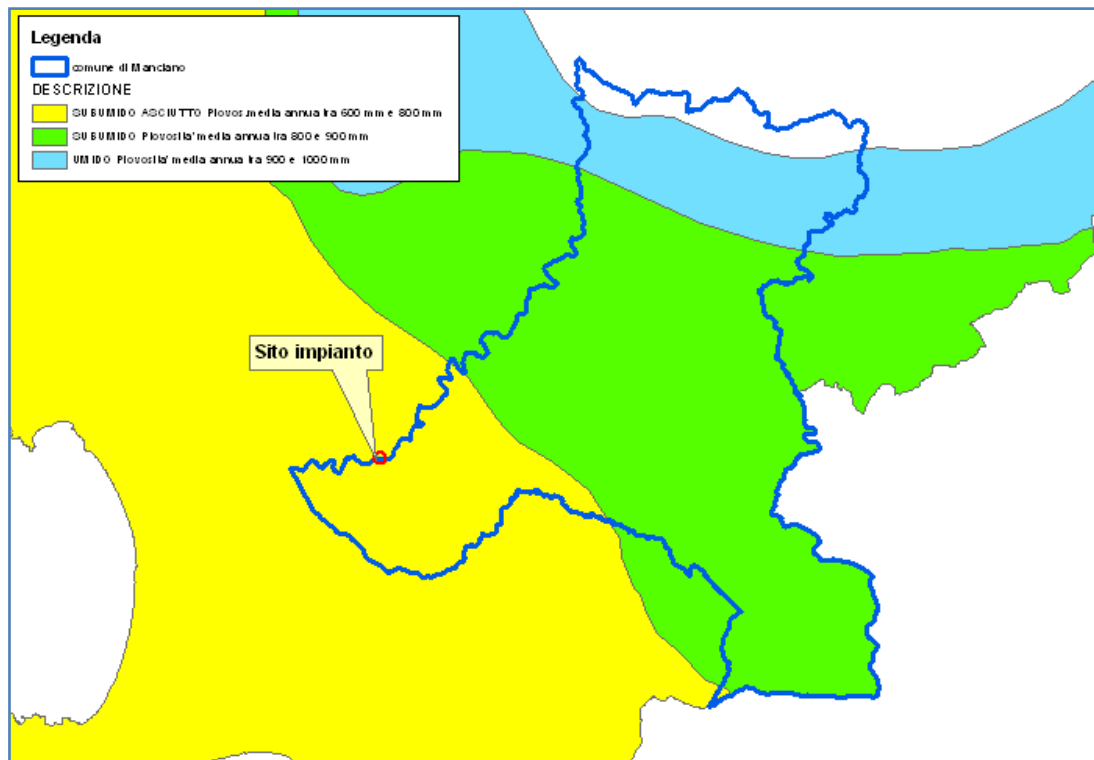 Legenda
comune di Manciano
DESCRIZIONE
SUBUMIDO ASCIUTTO Piovos.media annua fra 600 mm e 800 mm
SUBUMIDO Piovosita' media annua fra 800 e 900 mm
UMIDO Piovosita' media annua fra 900 e 1000 mm
Sito impianto